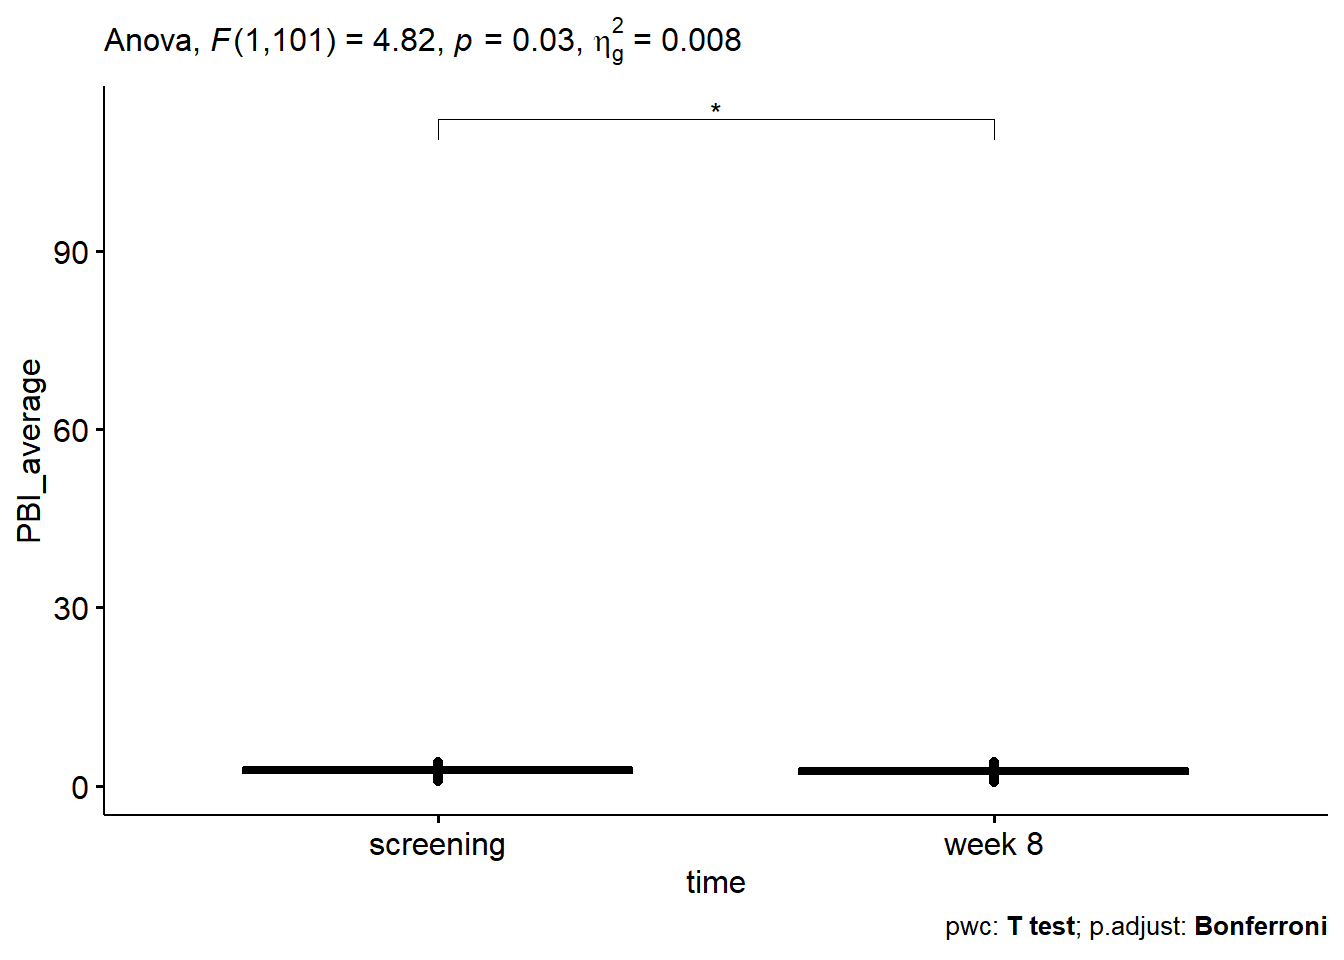 Anova, F(1,101) = 4.82, p = 0.03, η²g = 0.008
*
90
60
30
0
PBI_average
screening week 8
time
pwc: T test; p.adjust: Bonferroni